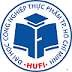 ĐẠI HỌC CÔNG NGHIỆP THỰC PHẨM TP. HỒ CHÍ MINH
HUFI